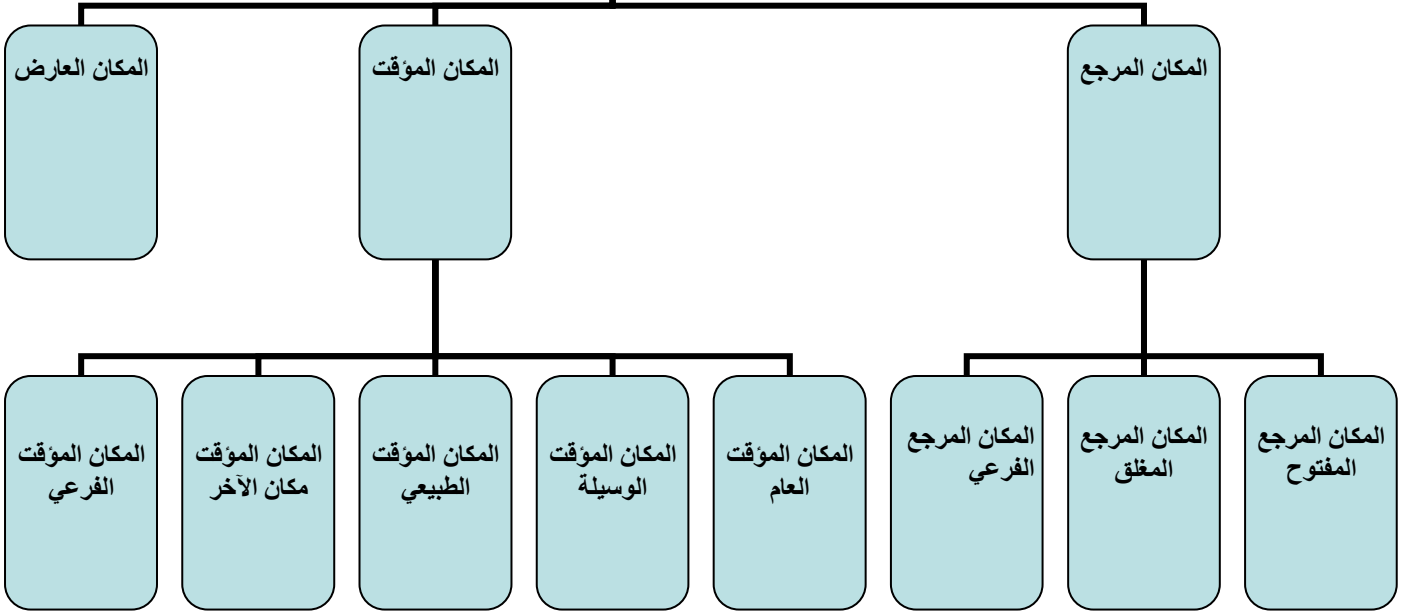 المكان المرجع
المكان المؤقت
المكان العارض
المكان المرجع
المفتوح
المكان المرجع
المغلق
المكان المرجع
الفرعي
المكان المؤقت
العام
المكان المؤقت
الوسيلة
المكان المؤقت
الطبيعي
المكان المؤقت
مكان الآخر
المكان المؤقت
الفرعي